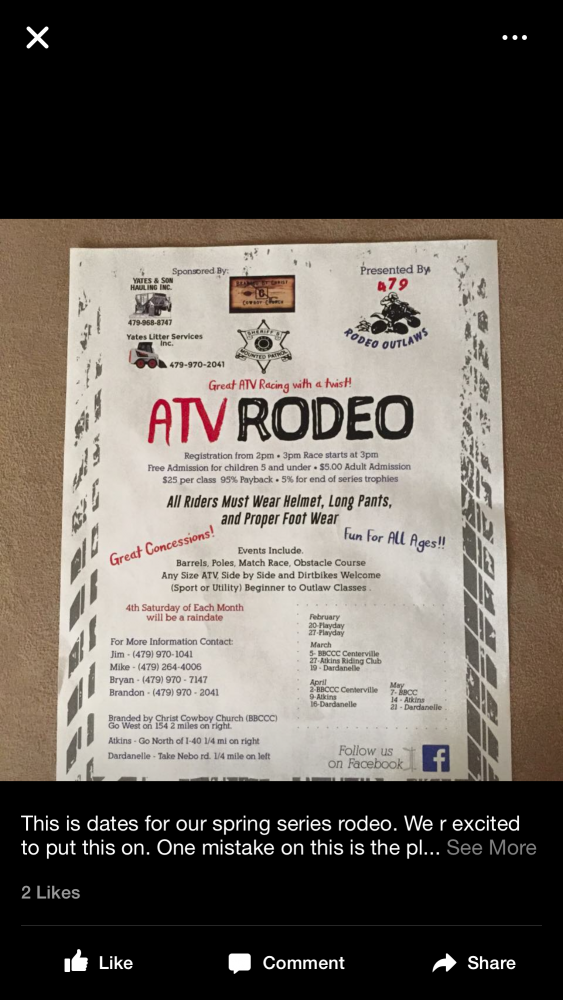 Sponsored By:
YATES & SON
HAULING INC.
479-968-8747
Yates Litter Services
Inc.
479-970-2041
BRANDED BY CHRIST
COWBOY CHURCH
SHERIFF'S
MOUNTED PATROL
Presented By
479
RODEO OUTLAWS
Great ATV Racing with a twist!
ATV RODEO
Registration from 2pm • 3pm Race starts at 3pm
Free Admission for children 5 and under • $5.00 Adult Admission
$25 per class 95% Payback • 5% for end of series trophies
All Riders Must Wear Helmet, Long Pants,
and Proper Foot Wear
Great Concessions!
Fun For All Ages!!
Events Include.
Barrels, Poles, Match Race, Obstacle Course
Any Size ATV, Side by Side and Dirtbikes Welcome
(Sport or Utility) Beginner to Outlaw Classes
4th Saturday of Each Month
will be a raindate
For More Information Contact:
Jim - (479) 970-1041
Mike - (479) 264-4006
Bryan - (479) 970 - 7147
Brandon - (479) 970 - 2041
Branded by Christ Cowboy Church (BBCCC)
Go West on 154 2 miles on right.
Atkins - Go North of I-40 1/4 mi on right
Dardanelle - Take Nebo rd. 1/4 mile on left
February
20-Playday
27-Playday
March
5- BBCCC Centerville
27-Atkins Riding Club
19 - Dardanelle
April
2-BBCCC Centerville
9-Atkins
16-Dardanelle
May
7- BBCC
14 - Atkins
21 - Dardanelle
Follow us
on Facebook
f
This is dates for our spring series rodeo. We r excited
to put this on. One mistake on this is the pl... See More
2 Likes
Like
Comment
Share